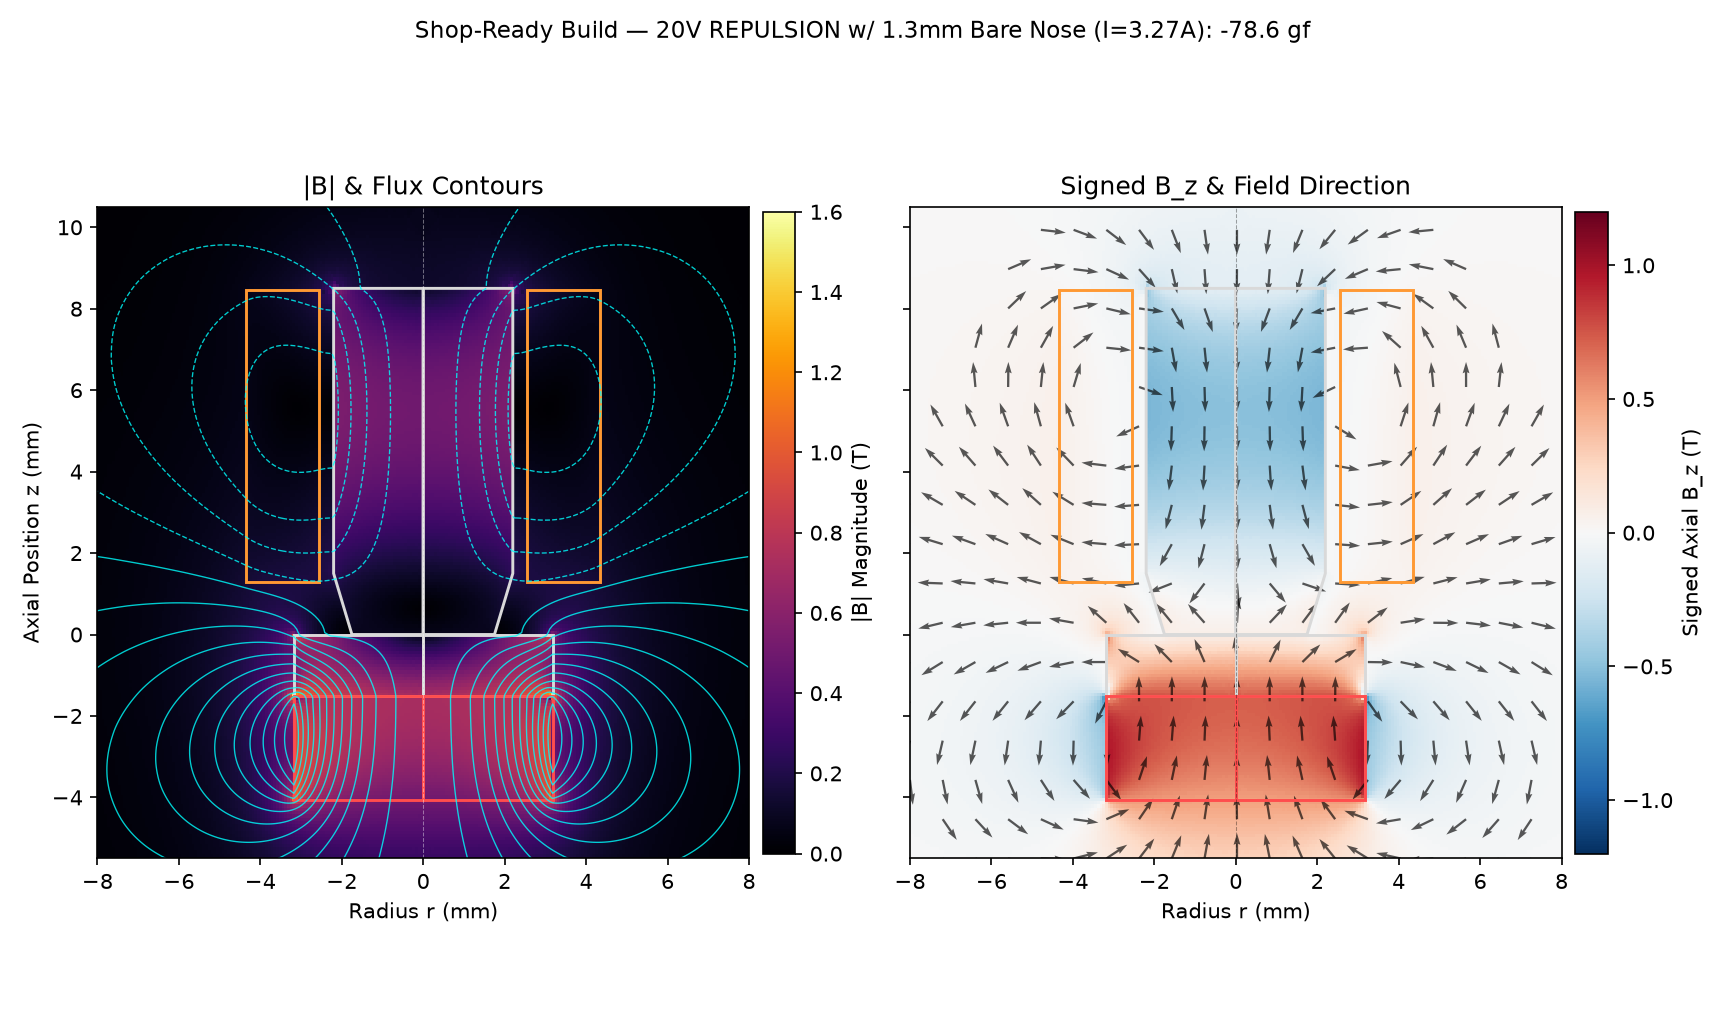 Shop-Ready Build — 20V REPULSION w/ 1.3mm Bare Nose (I=3.27A): -78.6 gf
|B| & Flux Contours
10
8
6
4
2
0
−2
−4
Axial Position z (mm)
−8 −6 −4 −2 0 2 4 6 8
Radius r (mm)
1.6
1.4
1.2
1.0
0.8
0.6
0.4
0.2
0.0
|B| Magnitude (T)
Signed B_z & Field Direction
−8 −6 −4 −2 0 2 4 6 8
Radius r (mm)
1.0
0.5
0.0
−0.5
−1.0
Signed Axial B_z (T)